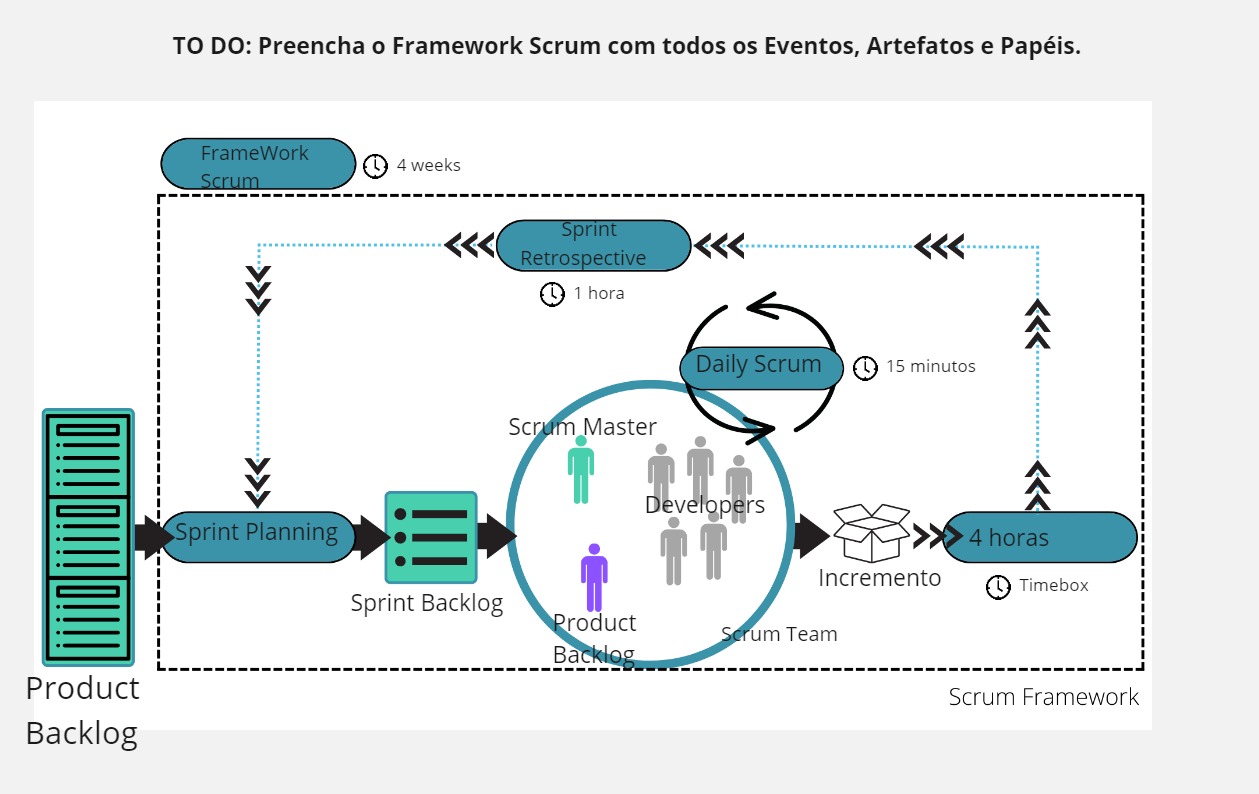 TO DO: Preencha o Framework Scrum com todos os Eventos, Artefatos e Papéis.
FrameWork
Scrum
4 weeks
Sprint
Retrospective
1 hora
Daily Scrum
15 minutos
Scrum Master
Developers
Sprint Planning
4 horas
Incremento
Timebox
Sprint Backlog
Product
Backlog
Scrum Team
Product
Backlog
Scrum Framework